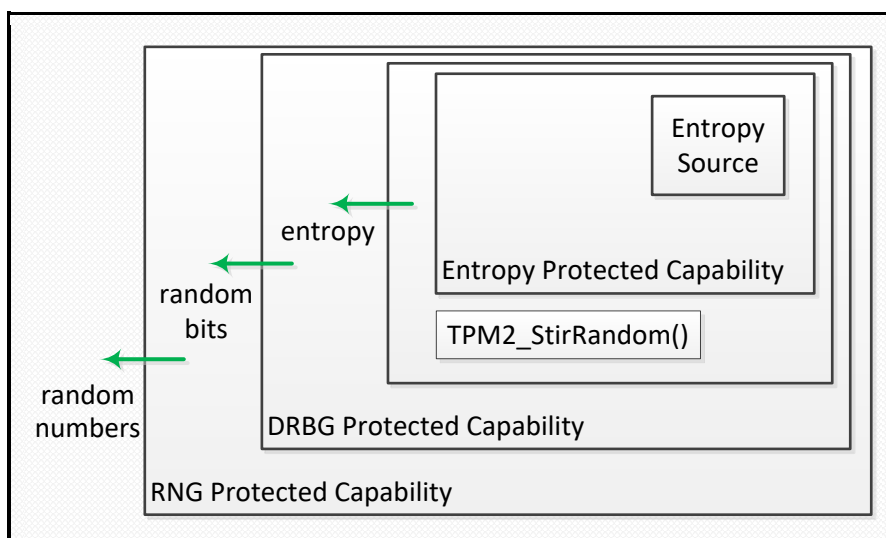 Entropy
Source
entropy
Entropy Protected Capability
random
bits
TPM2_StirRandom()
random
numbers
DRBG Protected Capability
RNG Protected Capability